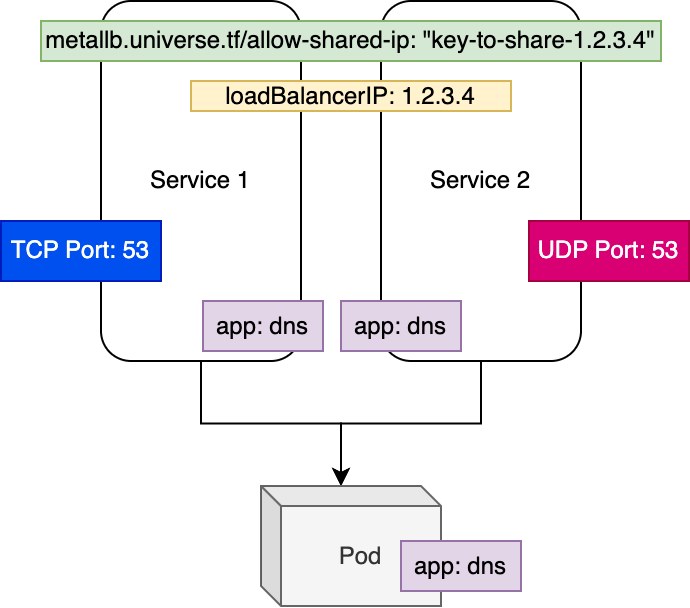 metallb.universe.tf/allow-shared-ip: "key-to-share-1.2.3.4"
loadBalancerIP: 1.2.3.4
Service 1
Service 2
TCP Port: 53
UDP Port: 53
app: dns
app: dns
Pod
app: dns